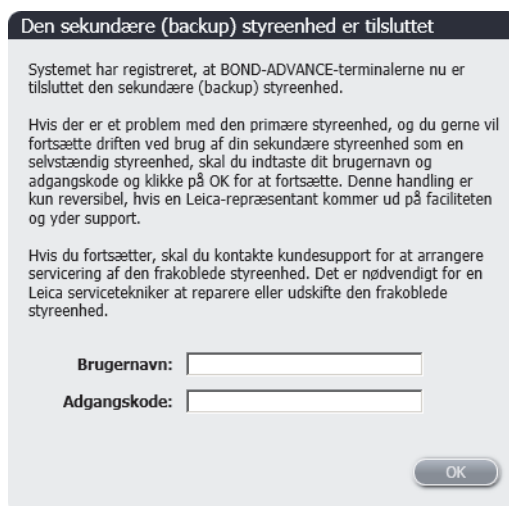 Den sekundære (backup) styreenhed er tilsluttet
Systemet har registreret, at BOND-ADVANCE-terminalerne nu er
tilsluttet den sekundære (backup) styreenhed.
Hvis der er et problem med den primære styreenhed, og du gerne vil
fortsætte driften ved brug af din sekundære styreenhed som en
selvstændig styreenhed, skal du indtaste dit brugernavn og
adgangskode og klikke på OK for at fortsætte. Denne handling er
kun reversibel, hvis en Leica-repræsentant kommer ud på faciliteten
og yder support.
Hvis du fortsætter, skal du kontakte kundesupport for at arrangere
servicering af den frakoblede styreenhed. Det er nødvendigt for en
Leica servicetekniker at reparere eller udskifte den frakoblede
styreenhed.
Brugernavn:
Adgangskode:
OK